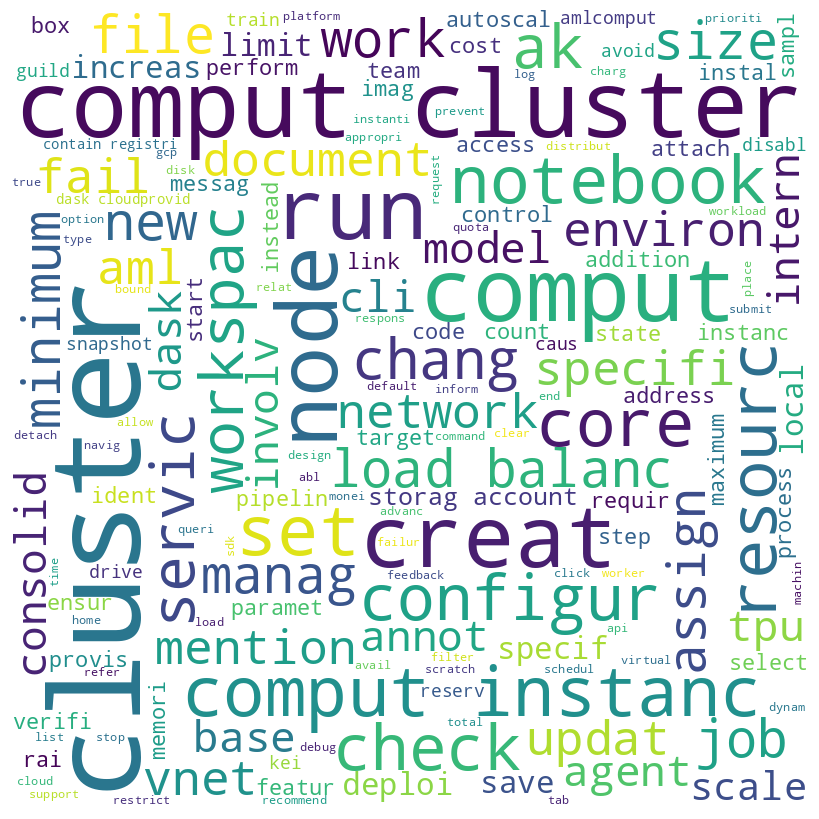 box
file
train
platform
work
autoscal
amlcomput
prioriti
limit
cost
ak
avoid
size
sampl
guild
increas
perform
team
log
charg
instal
imag
comput cluster
instanti
prevent
appropri
contain registri
gcp
document
access
distribut
attach
disabl
true
fail
disk
messag
request
notebook
dask cloudprovid
instead
run
control
workload
intern
option
new
quota
environ
type
workspac
link
model
addition
place
minimum
aml
node
bound
relat
cli
comput
start
respons
submit
snapshot
dask
code
count
caus
state
instanc
chang
specifi
resourc
default
inform
end
address
local
cluster
allow
servic
involv
network
core
detach
navig
target
command
clear
maximum
design
load balanc
process
consolid
ident
pipelin
abl
monei
storag account
requir
assign
queri
set
advanc
creat
step
sdk
failur
time
drive
manag
feedback
click
worker
machin
ensur
home
load
paramet
configur
tpu
api
provis
refer
mention
annot
specif
select
filter
schedul
virtual
avail
scratch
memori
comput instanc
reserv
verifi
list
stop
base
total
dynam
rai
debug
check
updat
job
cloud
vnet
kei
featur
deploi
agent
save
scale
support
restrict
recommend
tab